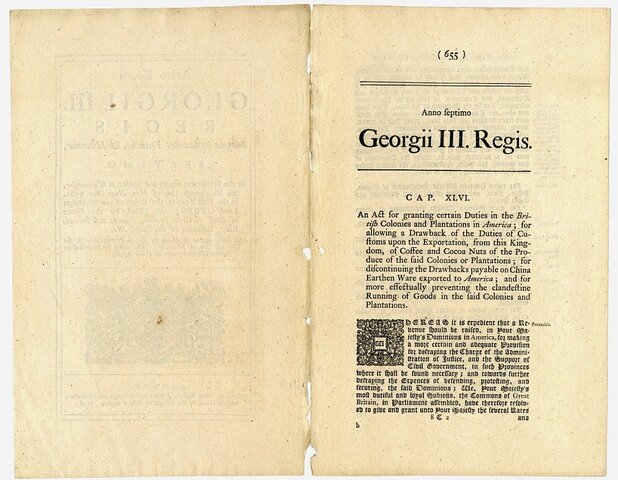 ( 655 )
Anno septimo
Georgii III. Regis.
CAP. XLVI.
An Act for granting certain Duties in the Bri-
tish Colonies and Plantations in America ; for
allowing a Drawback of the Duties of Cu-
stoms upon the Exportation, from this King-
dom, of Coffee and Cocoa Nuts of the Pro-
duce of the said Colonies or Plantations ; for
discontinuing the Drawbacks payable on China
Earthen Ware exported to America ; and for
more effectually preventing the clandestine
Running of Goods in the said Colonies and
Plantations.
WHEREAS it is expedient that a Re- Preamble.
venue should be raised, in Your Ma-
jesty's Dominions in America, for making
a more certain and adequate Provision
for defraying the Charge of the Admini-
stration of Justice, and the Support of
Civil Government, in such Provinces
where it shall be found necessary ; and towards further
defraying the Expences of defending, protecting, and
securing, the said Dominions ; We, Your Majesty's
most dutiful and loyal Subjects, the Commons of Great
Britain, in Parliament assembled, have therefore resolv-
ed to give and grant unto Your Majesty the several Rates
8 C 2 and
b